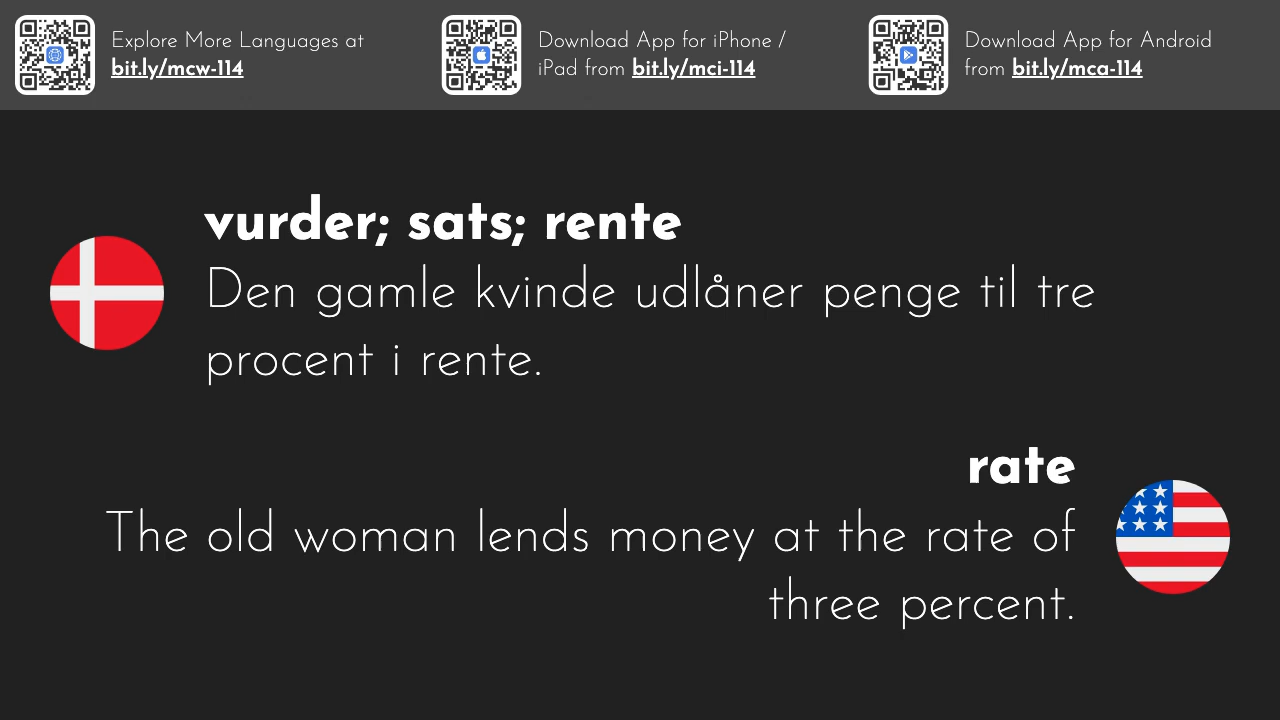 Explore More Languages at
bit.ly/mcw-114
Download App for iPhone /
iPad from bit.ly/mci-114
Download App for Android
from bit.ly/mca-114
vurder; sats; rente
Den gamle kvinde udlåner penge til tre
procent i rente.
rate
The old woman lends money at the rate of
three percent.